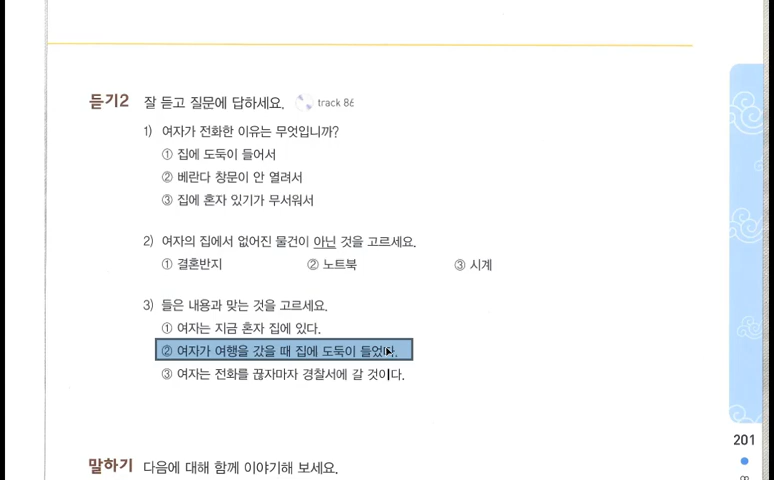 듣기2 잘 듣고 질문에 답하세요. track 86
1) 여자가 전화한 이유는 무엇입니까?
① 집에 도둑이 들어서
② 베란다 창문이 안 열려서
③ 집에 혼자 있기가 무서워서
2) 여자의 집에서 없어진 물건이 아닌 것을 고르세요.
① 결혼반지 ② 노트북 ③ 시계
3) 들은 내용과 맞는 것을 고르세요.
① 여자는 지금 혼자 집에 있다.
② 여자가 여행을 갔을 때 집에 도둑이 들었다.
③ 여자는 전화를 끊자마자 경찰서에 갈 것이다.
201
말하기 다음에 대해 함께 이야기해 보세요.